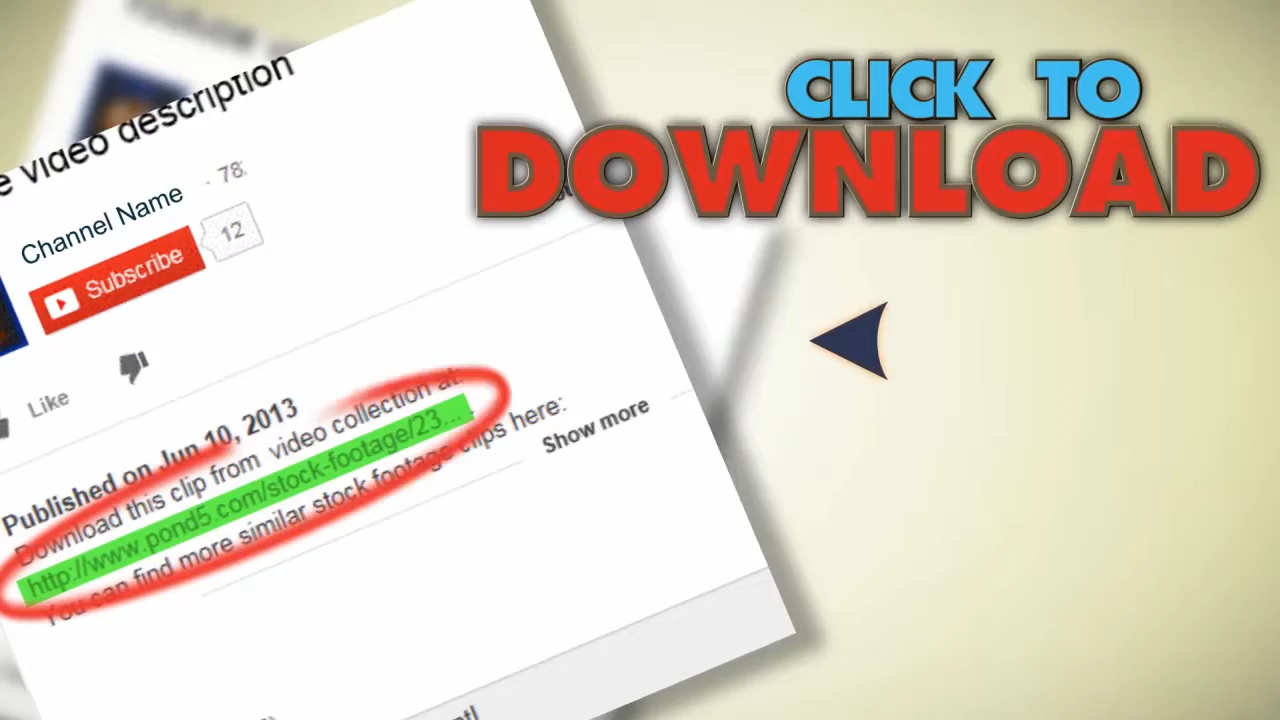 CLICK TO
DOWNLOAD
video description
Channel Name
Subscribe
12
Like
Published on Jun 10, 2013
Download this clip from video collection at:
http://www.pond5.com/stock-footage/23...
You can find more similar stock footage clips here:
Show more